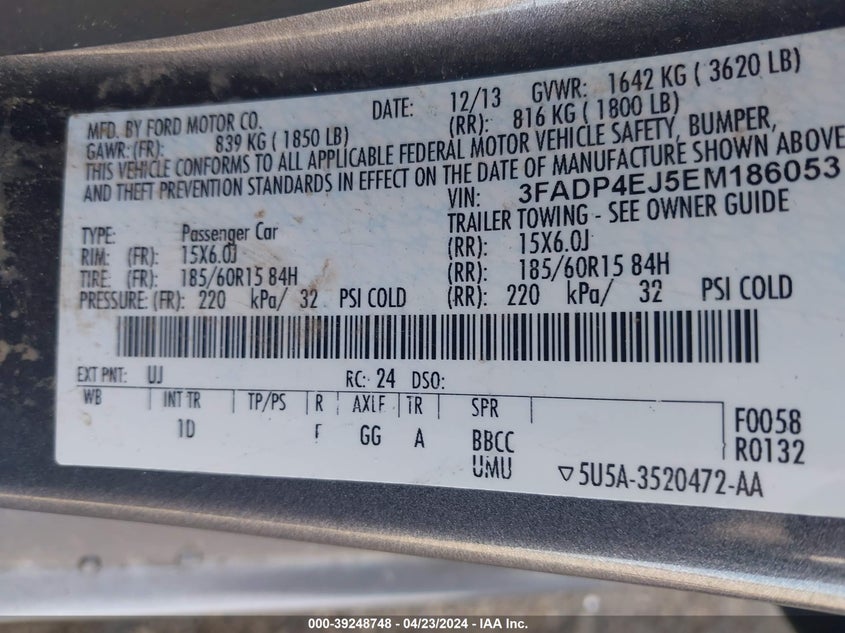 MFD. BY FORD MOTOR CO. DATE: 12/13 GVWR: 1642 KG ( 3620 LB)
GAWR: (FR): 839 KG ( 1850 LB) (RR): 816 KG ( 1800 LB)
THIS VEHICLE CONFORMS TO ALL APPLICABLE FEDERAL MOTOR VEHICLE SAFETY, BUMPER,
AND THEFT PREVENTION STANDARDS IN EFFECT ON THE DATE OF MANUFACTURE SHOWN ABOVE
VIN: 3FADP4EJ5EM186053
TYPE: Passenger Car TRAILER TOWING - SEE OWNER GUIDE
RIM: (FR): 15X6.0J (RR): 15X6.0J
TIRE: (FR): 185/60R15 84H (RR): 185/60R15 84H
PRESSURE: (FR): 220 kPa/ 32 PSI COLD (RR): 220 kPa/ 32 PSI COLD
EXT PNT: UJ RC: 24 DSO:
WB INT TR TP/PS R AXLE TR SPR F0058
1D F GG A BBCC R0132
UMU ▽5U5A-3520472-AA
000-39248748 - 04/23/2024 - IAA Inc.